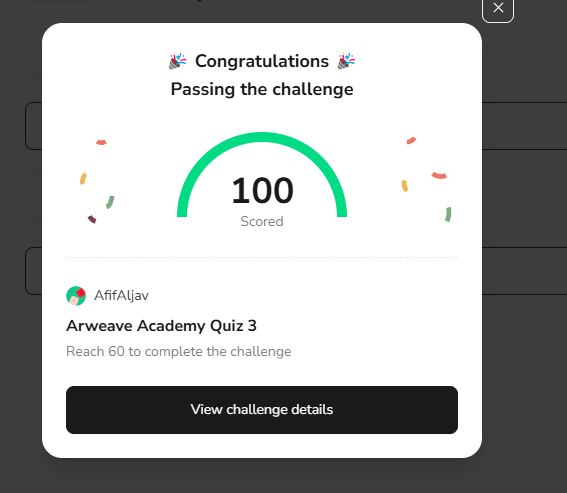 Congratulations
Passing the challenge
100
Scored
AfifAljav
Arweave Academy Quiz 3
Reach 60 to complete the challenge
View challenge details